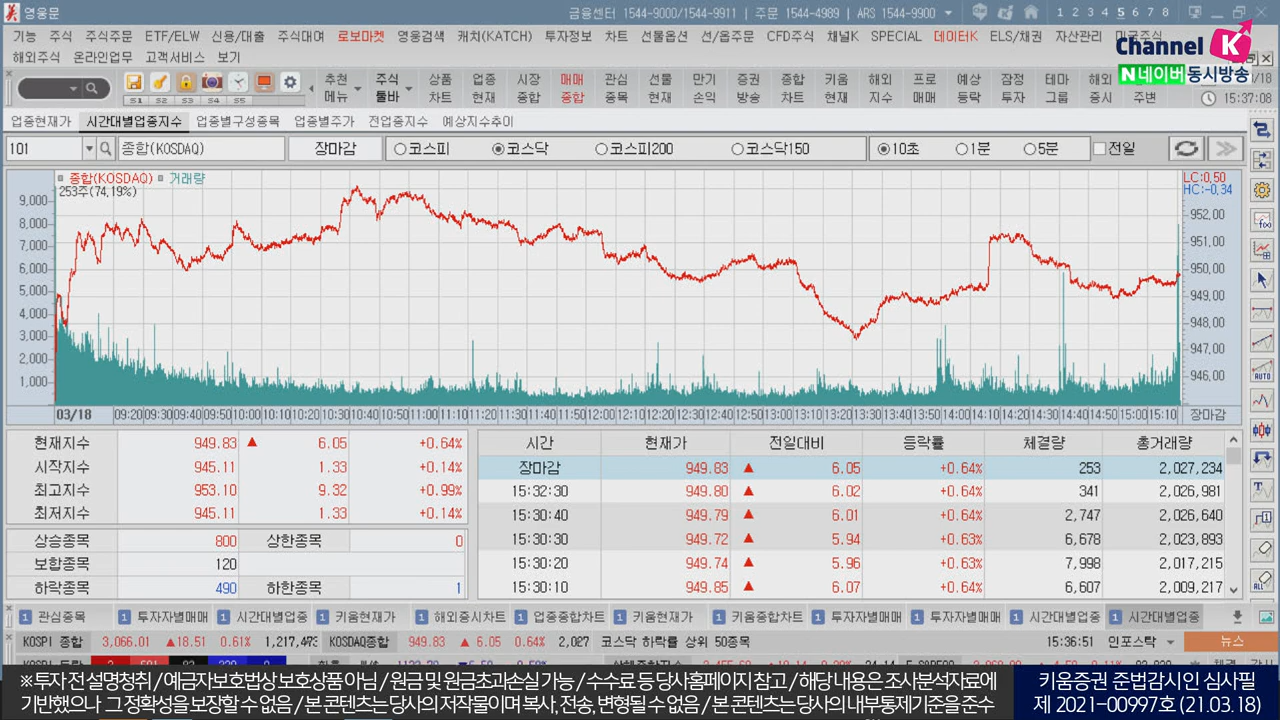 영웅문 금융센터 1544-9000/1544-9911 | 주문 1544-4989 | ARS 1544-9900 1 2 3 4 5 6 7 8
기능 주식 주식주문 ETF/ELW 신용/대출 주식대여 로보마켓 영웅검색 캐치(KATCH) 투자정보 차트 선물옵션 선/옵주문 CFD주식 채널K SPECIAL 데이터K ELS/채권 자산관리 미국주식
해외주식 온라인업무 고객서비스 보기
Channel K
N 네이버 동시방송
S1 S2 S3 S4 S5
추천 주식 상품 업종 시장 매매 관심 선물 만기 증권 종합 키움 해외 프로 예상 잠정 테마 해외
메뉴 툴바 차트 현재 종합 종합 종목 현재 손익 방송 차트 현재 지수 매매 등락 투자 그룹 증시 주변
15:37:08
업종현재가 시간대별업종지수 업종별구성종목 업종별주가 전업종지수 예상지수추이
101 종합(KOSDAQ) 장마감 코스피 코스닥 코스피200 코스닥150 10초 1분 5분 전일
종합(KOSDAQ) 거래량
253주(74.19%)
LC:0.50
HC:-0.34
9,000
8,000
7,000
6,000
5,000
4,000
3,000
2,000
1,000
952.00
951.00
950.00
949.00
948.00
947.00
946.00
03/18 09:20 09:30 09:40 09:50 10:00 10:10 10:20 10:30 10:40 10:50 11:00 11:10 11:20 11:30 11:40 11:50 12:00 12:10 12:20 12:30 12:40 12:50 13:00 13:10 13:20 13:30 13:40 13:50 14:00 14:10 14:20 14:30 14:40 14:50 15:00 15:10 장마감
현재지수 949.83 ▲ 6.05 +0.64%
시작지수 945.11 1.33 +0.14%
최고지수 953.10 9.32 +0.99%
최저지수 945.11 1.33 +0.14%
상승종목 800 상한종목 0
보합종목 120
하락종목 490 하한종목 1
시간 현재가 전일대비 등락률 체결량 총거래량
장마감 949.83 ▲ 6.05 +0.64% 253 2,027,234
15:32:30 949.80 ▲ 6.02 +0.64% 341 2,026,981
15:30:40 949.79 ▲ 6.01 +0.64% 2,747 2,026,640
15:30:30 949.72 ▲ 5.94 +0.63% 6,678 2,023,893
15:30:20 949.74 ▲ 5.96 +0.63% 7,998 2,017,215
15:30:10 949.85 ▲ 6.07 +0.64% 6,607 2,009,217
1 관심종목 1 투자자별매매 1 시간대별업종 1 키움현재가 1 해외증시차트 1 업종종합차트 1 키움현재가 1 키움종합차트 1 투자자별매매 1 투자자별매매 1 시간대별업종 1 시간대별업종
KOSPI 종합 3,066.01 ▲18.51 0.61% KOSDAQ종합 949.83 ▲ 6.05 0.64% 2,027 코스닥 하락률 상위 50종목 15:36:51 인포스탁 뉴스
※ 투자 전 설명청취 / 예금자보호법상 보호상품 아님 / 원금 및 원금초과손실 가능 / 수수료 등 당사홈페이지 참고 / 해당 내용은 조사분석자료에
기반했으나 그 정확성을 보장할 수 없음 / 본 콘텐츠는 당사의 저작물이며 복사, 전송, 변형될 수 없음 / 본 콘텐츠는 당사의 내부통제기준을 준수
키움증권 준법감시인 심사필
제 2021-00997호 (21.03.18)